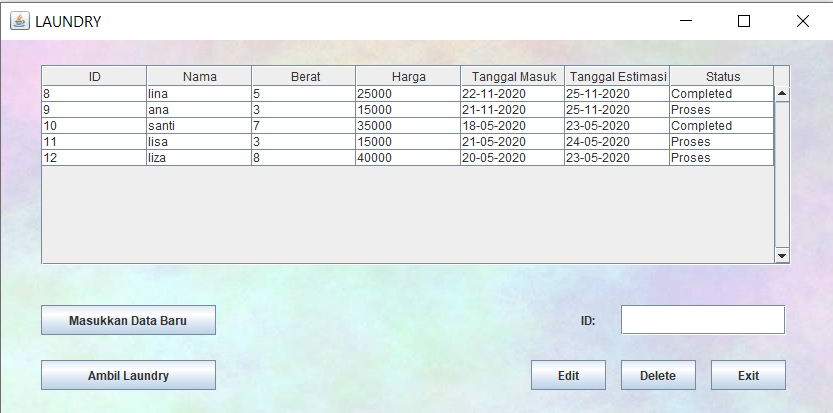 LAUNDRY
ID Nama Berat Harga Tanggal Masuk Tanggal Estimasi Status
8 lina 5 25000 22-11-2020 25-11-2020 Completed
9 ana 3 15000 21-11-2020 25-11-2020 Proses
10 santi 7 35000 18-05-2020 23-05-2020 Completed
11 lisa 3 15000 21-05-2020 24-05-2020 Proses
12 liza 8 40000 20-05-2020 23-05-2020 Proses
Masukkan Data Baru ID:
Ambil Laundry Edit Delete Exit